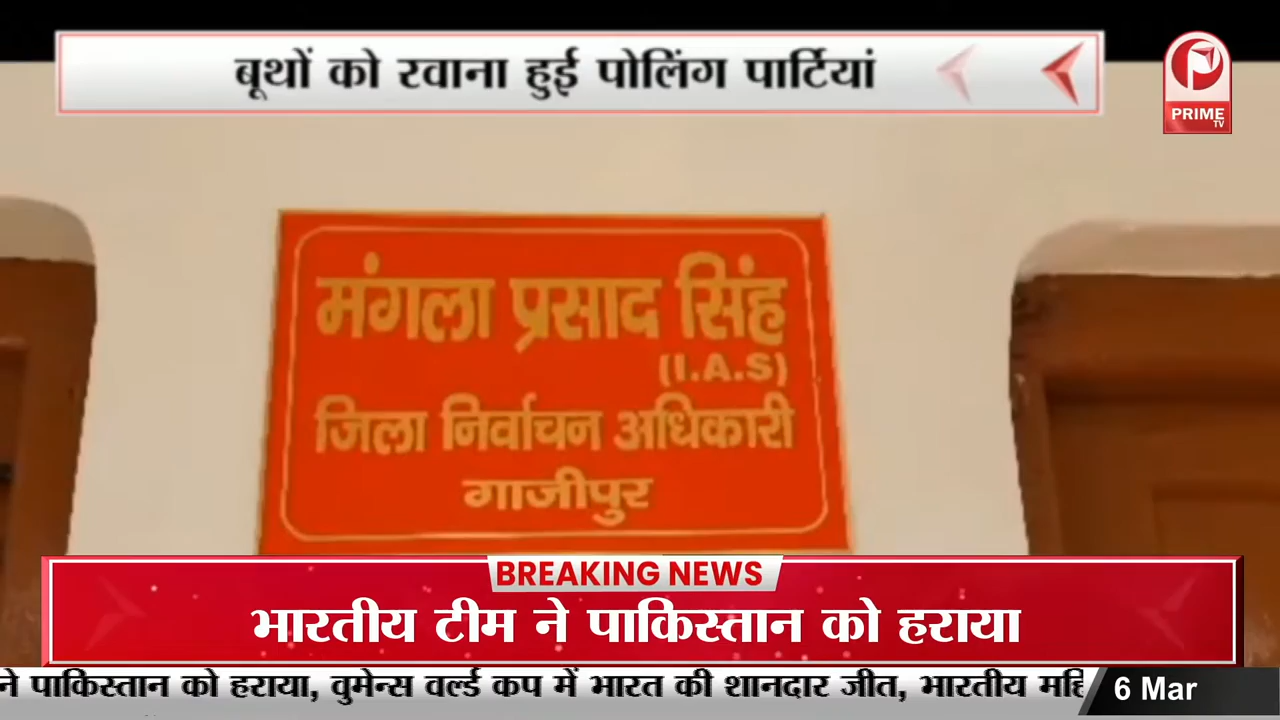 बूथों को रवाना हुई पोलिंग पार्टियां
PRIME
TV
मंगला प्रसाद सिंह
(I.A.S)
जिला निर्वाचन अधिकारी
गाजीपुर
BREAKING NEWS
भारतीय टीम ने पाकिस्तान को हराया
ने पाकिस्तान को हराया, वुमेन्स वर्ल्ड कप में भारत की शानदार जीत, भारतीय
6 Mar